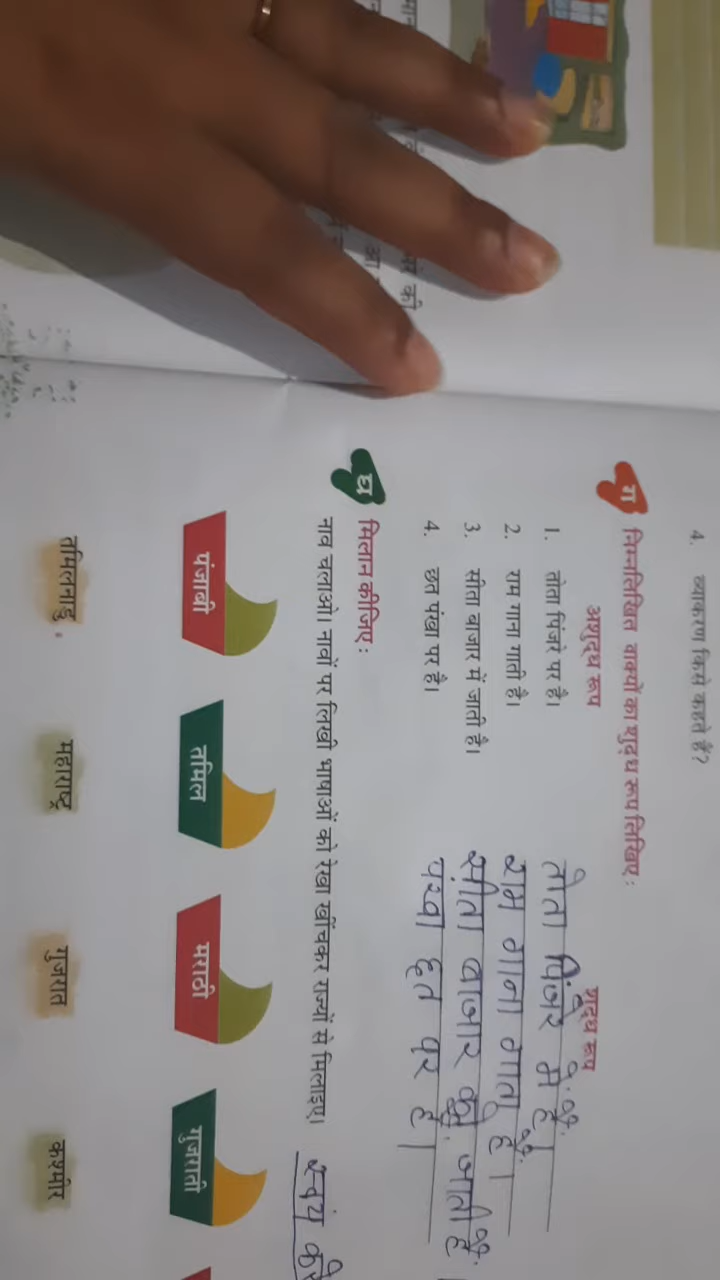 4. व्याकरण किसे कहते हैं?
ग निम्नलिखित वाक्यों का शुद्ध रूप लिखिए :
अशुद्ध रूप शुद्ध रूप
1. तोता पिंजरे पर है। तोता पिंजरे में है।
2. राम गाना गाती है। राम गाना गाता है।
3. सीता बाजार में जाती है। सीता बाजार को जाती है।
4. छत पंखा पर है। पंखा छत पर है।
घ मिलान कीजिए :
नाव चलाओ। नावों पर लिखी भाषाओं को रेखा खींचकर राज्यों से मिलाइए। स्वयं करे
पंजाबी तमिल मराठी गुजराती
तमिलनाडु महाराष्ट्र गुजरात कश्मीर